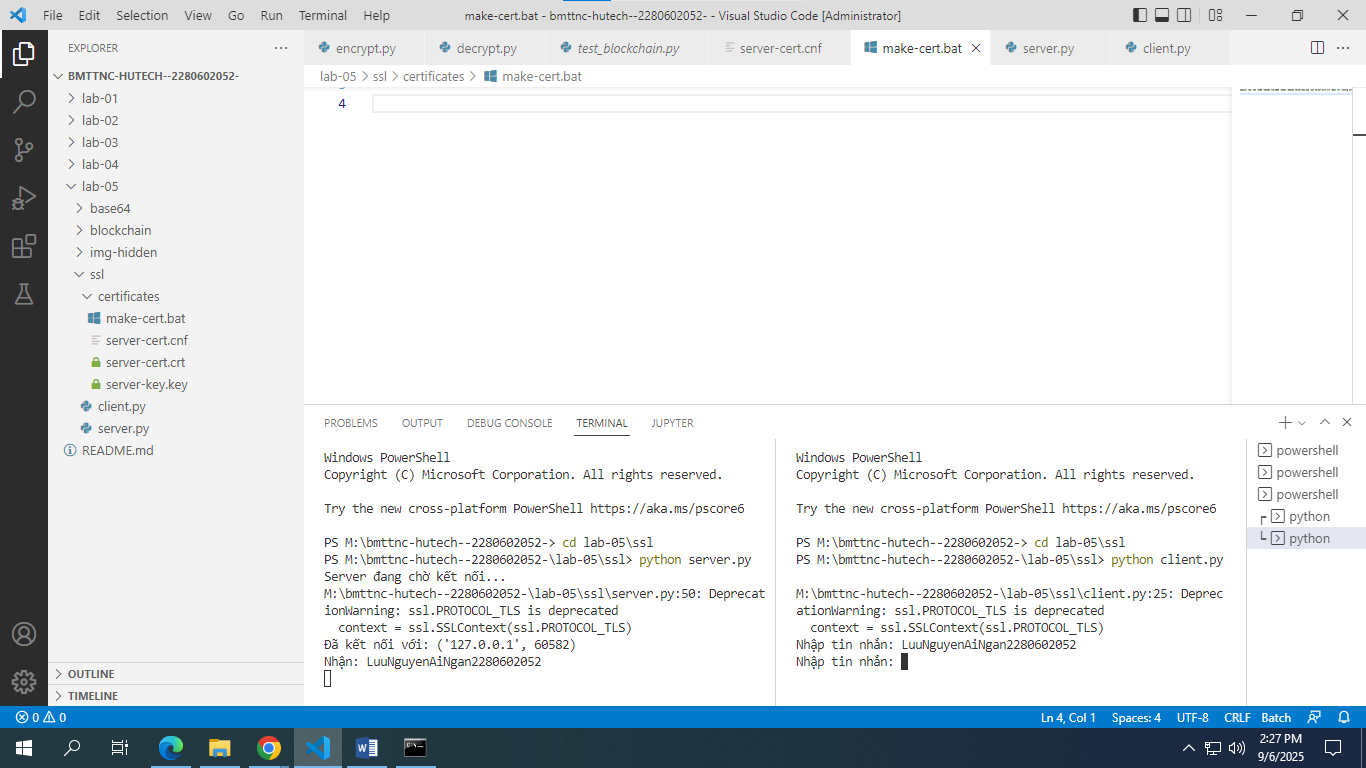 File Edit Selection View Go Run Terminal Help
make-cert.bat - bmttnc-hutech--2280602052- - Visual Studio Code [Administrator]
EXPLORER
BMTTNC-HUTECH--2280602052-
lab-01
lab-02
lab-03
lab-04
lab-05
base64
blockchain
img-hidden
ssl
certificates
make-cert.bat
server-cert.cnf
server-cert.crt
server-key.key
client.py
server.py
README.md
OUTLINE
TIMELINE
encrypt.py decrypt.py test_blockchain.py server-cert.cnf make-cert.bat server.py client.py
lab-05 > ssl > certificates > make-cert.bat
4
PROBLEMS OUTPUT DEBUG CONSOLE TERMINAL JUPYTER
Windows PowerShell
Copyright (C) Microsoft Corporation. All rights reserved.
Try the new cross-platform PowerShell https://aka.ms/pscore6
PS M:\bmttnc-hutech--2280602052-> cd lab-05\ssl
PS M:\bmttnc-hutech--2280602052-\lab-05\ssl> python server.py
Server đang chờ kết nối...
M:\bmttnc-hutech--2280602052-\lab-05\ssl\server.py:50: Deprecat
ionWarning: ssl.PROTOCOL_TLS is deprecated
context = ssl.SSLContext(ssl.PROTOCOL_TLS)
Đã kết nối với: ('127.0.0.1', 60582)
Nhận: LuuNguyenAiNgan2280602052
Windows PowerShell
Copyright (C) Microsoft Corporation. All rights reserved.
Try the new cross-platform PowerShell https://aka.ms/pscore6
PS M:\bmttnc-hutech--2280602052-> cd lab-05\ssl
PS M:\bmttnc-hutech--2280602052-\lab-05\ssl> python client.py
M:\bmttnc-hutech--2280602052-\lab-05\ssl\client.py:25: Deprec
ationWarning: ssl.PROTOCOL_TLS is deprecated
context = ssl.SSLContext(ssl.PROTOCOL_TLS)
Nhập tin nhắn: LuuNguyenAiNgan2280602052
Nhập tin nhắn:
powershell
powershell
powershell
python
python
0 0
Ln 4, Col 1 Spaces: 4 UTF-8 CRLF Batch
2:27 PM
9/6/2025